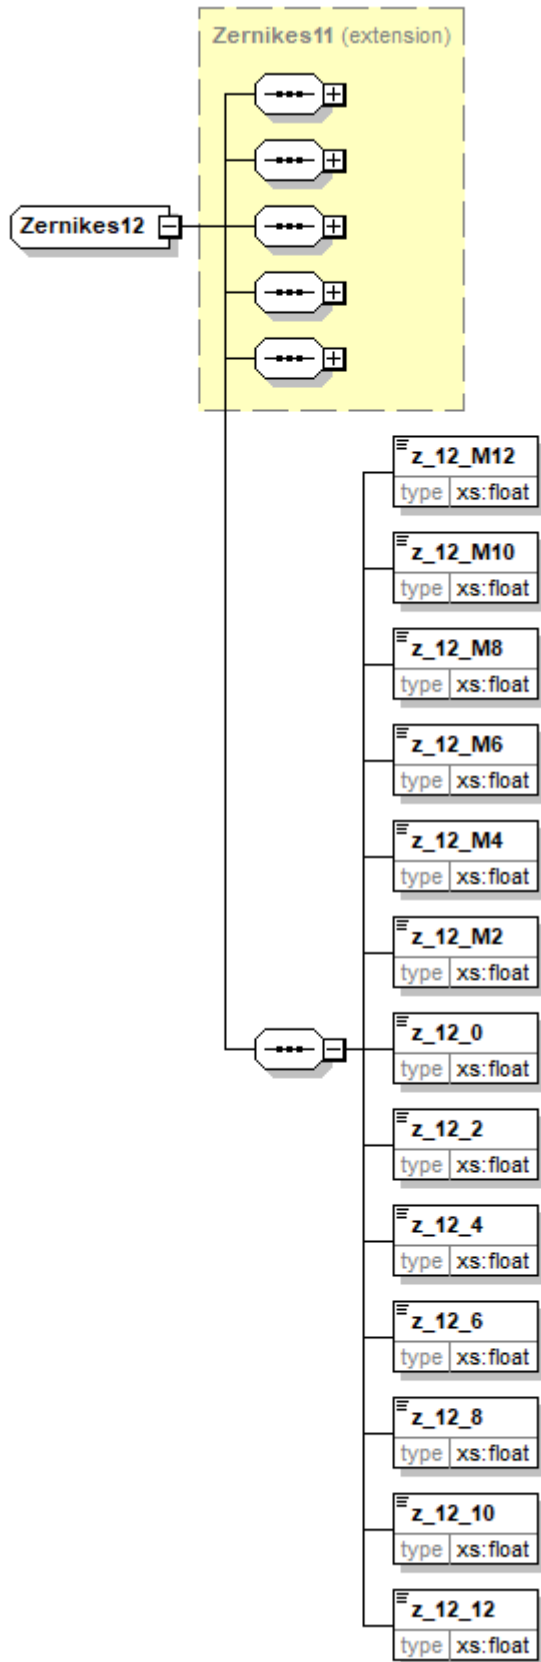 Zernikes11 (extension)
Zernikes12
z_12_M12
type xs:float
z_12_M10
type xs:float
z_12_M8
type xs:float
z_12_M6
type xs:float
z_12_M4
type xs:float
z_12_M2
type xs:float
z_12_0
type xs:float
z_12_2
type xs:float
z_12_4
type xs:float
z_12_6
type xs:float
z_12_8
type xs:float
z_12_10
type xs:float
z_12_12
type xs:float